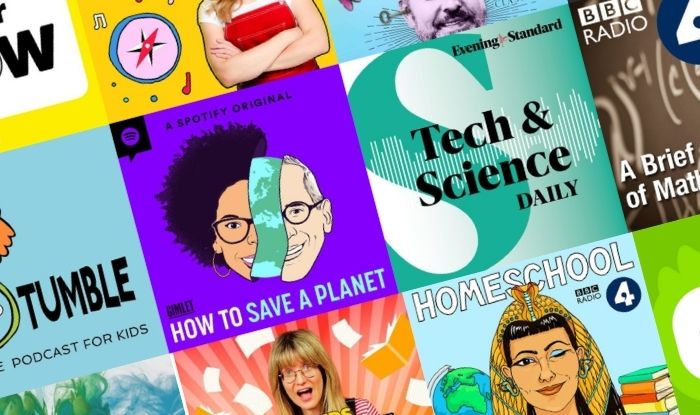 OW
A SPOTIFY ORIGINAL
GIMLET
HOW TO SAVE A PLANET
Evening Standard
Tech &
Science
DAILY
BBC
RADIO
4
A Brief
of Math
TUMBLE
PODCAST FOR KIDS
HOMESCHOOL
BBC
RADIO
4